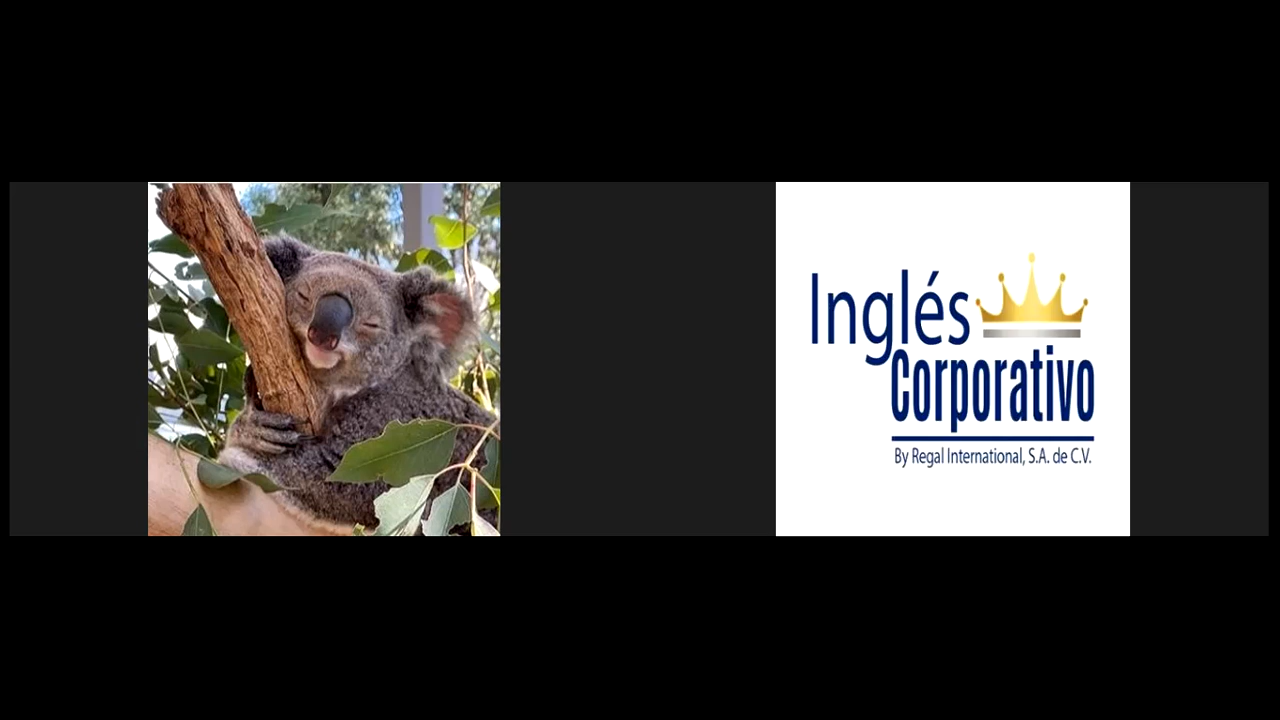 Inglés
Corporativo
By Regal International, S.A. de C.V.